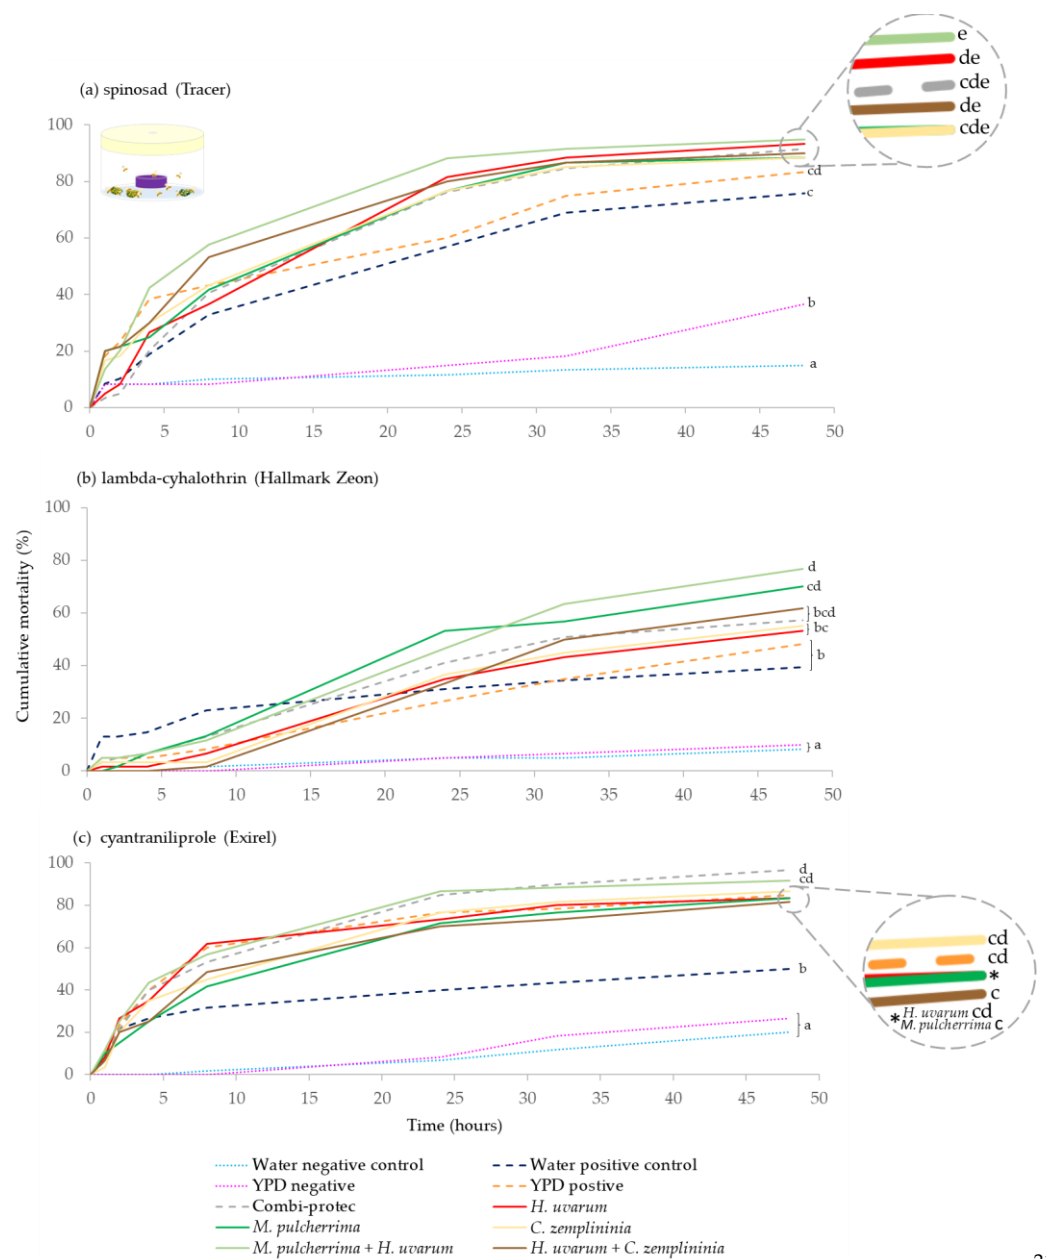 (a) spinosad (Tracer)
e
de
cde
de
cde
100
80
60
40
20
0
cd
c
b
a
0 5 10 15 20 25 30 35 40 45 50
(b) lambda-cyhalothrin (Hallmark Zeon)
Cumulative mortality (%)
100
80
60
40
20
0
d
cd
bcd
bc
b
a
0 5 10 15 20 25 30 35 40 45 50
(c) cyantraniliprole (Exirel)
100
80
60
40
20
0
d
cd
b
a
cd
cd
*
c
*H. uvarum cd
M. pulcherrima c
0 5 10 15 20 25 30 35 40 45 50
Time (hours)
Water negative control Water positive control
YPD negative YPD postive
Combi-protec H. uvarum
M. pulcherrima C. zemplininia
M. pulcherrima + H. uvarum H. uvarum + C. zemplininia